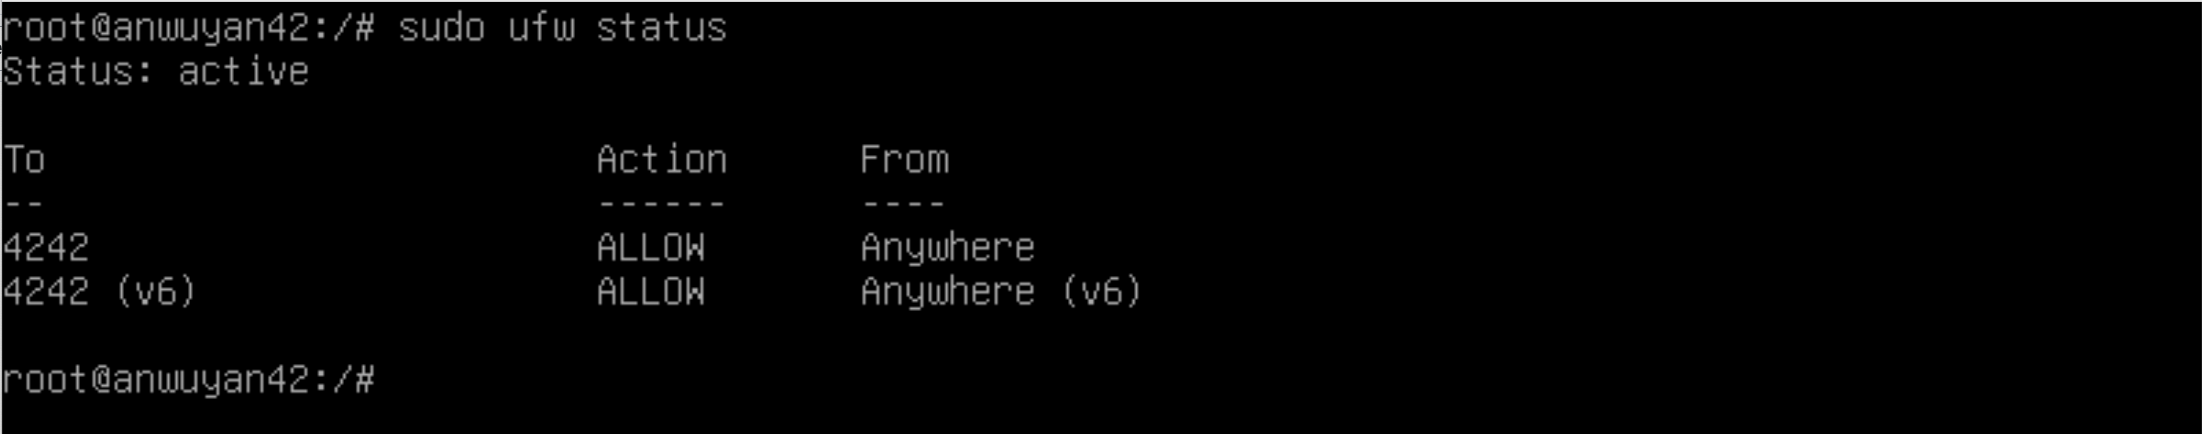 root@anwuyan42:/# sudo ufw status
Status: active
To Action From
-- ------ ----
4242 ALLOW Anywhere
4242 (v6) ALLOW Anywhere (v6)
root@anwuyan42:/#